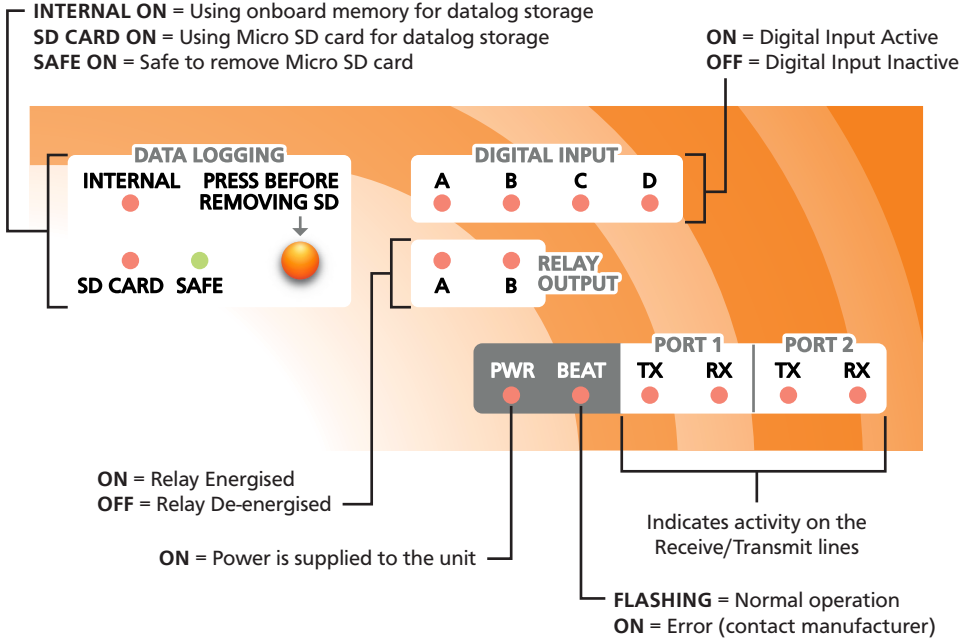 INTERNAL ON = Using onboard memory for datalog storage
SD CARD ON = Using Micro SD card for datalog storage
SAFE ON = Safe to remove Micro SD card
ON = Digital Input Active
OFF = Digital Input Inactive
DATA LOGGING
INTERNAL
PRESS BEFORE
REMOVING SD
SD CARD
SAFE
DIGITAL INPUT
A B C D
RELAY
OUTPUT
A B
PORT 1
PORT 2
PWR BEAT TX RX TX RX
ON = Relay Energised
OFF = Relay De-energised
ON = Power is supplied to the unit
Indicates activity on the
Receive/Transmit lines
FLASHING = Normal operation
ON = Error (contact manufacturer)